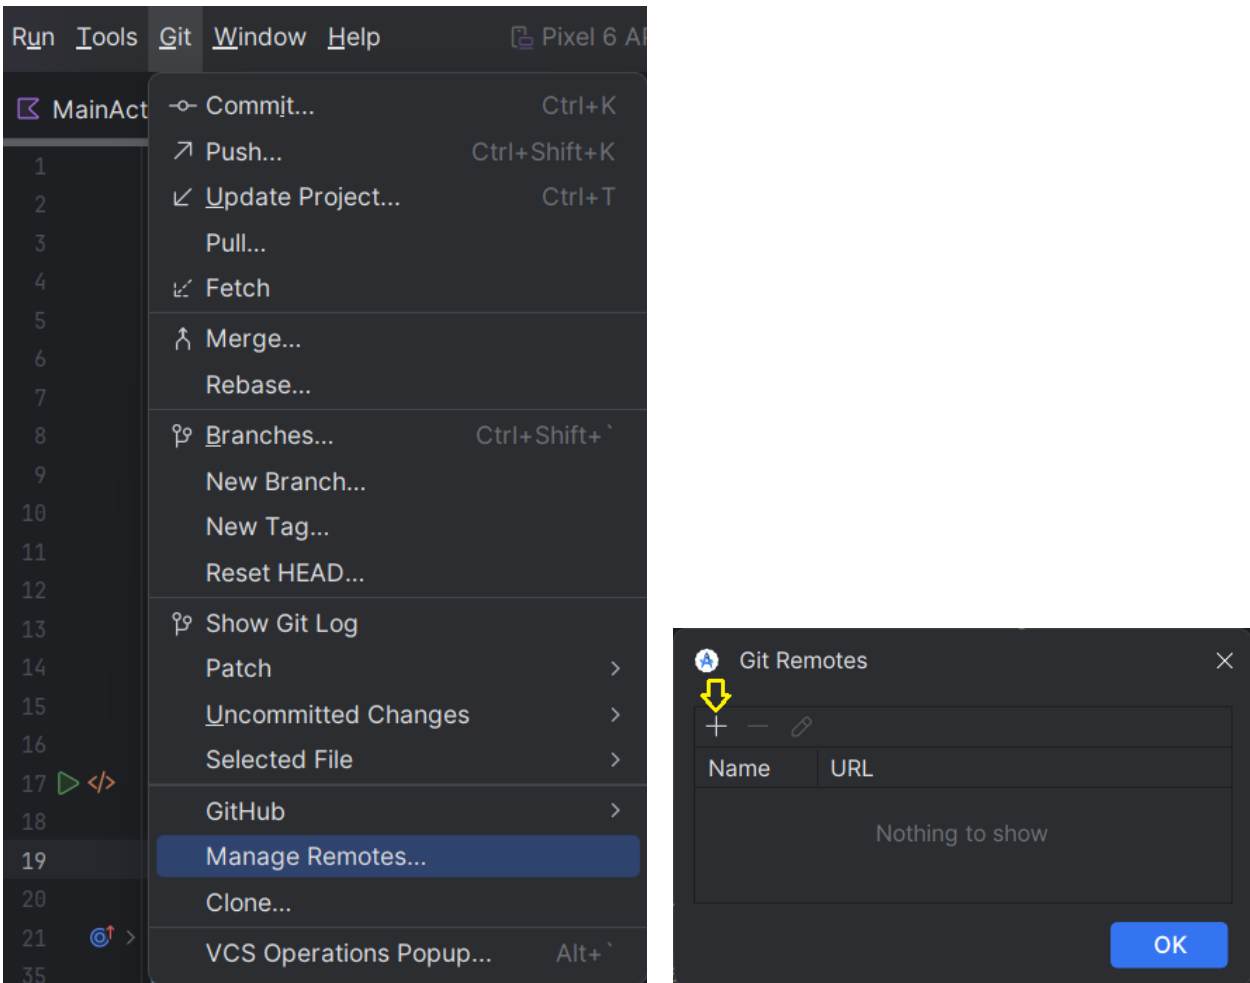 Run Tools Git Window Help Pixel 6 AP
MainAct
Commit... Ctrl+K
Push... Ctrl+Shift+K
Update Project... Ctrl+T
Pull...
Fetch
Merge...
Rebase...
Branches... Ctrl+Shift+`
New Branch...
New Tag...
Reset HEAD...
Show Git Log
Patch
Uncommitted Changes
Selected File
GitHub
Manage Remotes...
Clone...
VCS Operations Popup... Alt+`
1
2
3
4
5
6
7
8
9
10
11
12
13
14
15
16
17 </>
18
19
20
21
35
Git Remotes
Name URL
Nothing to show
OK